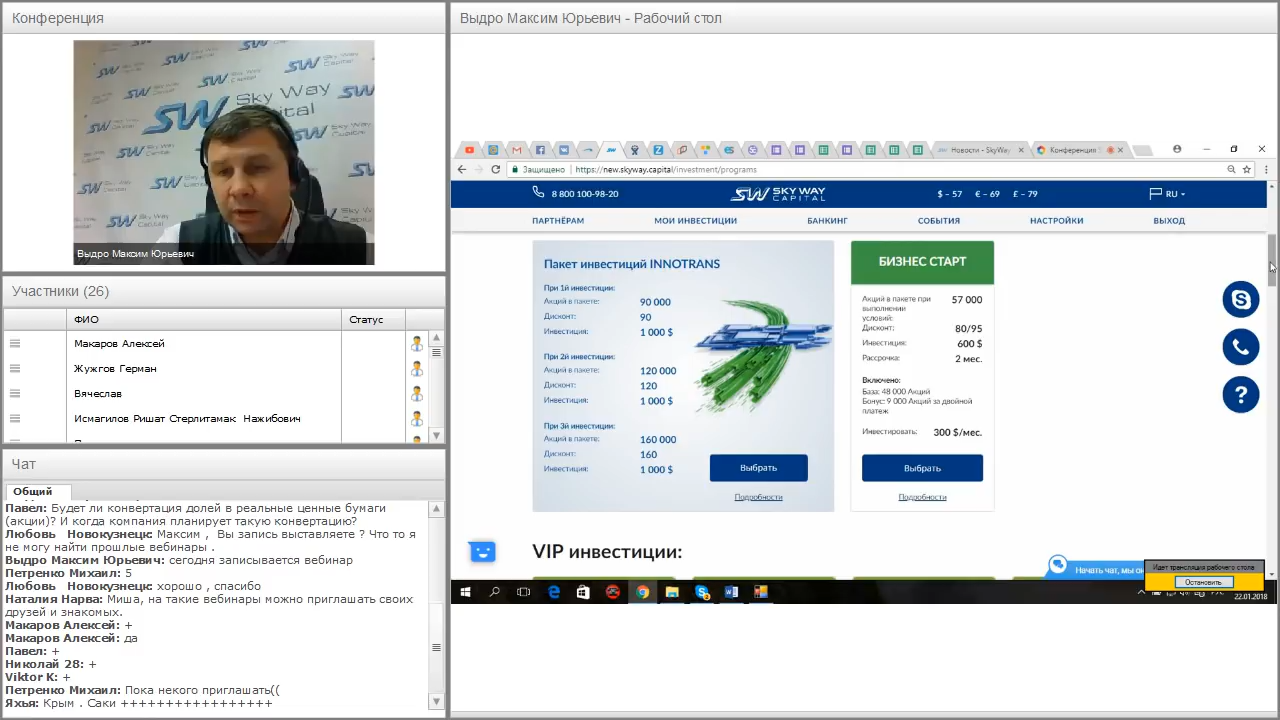 Конференция
Выдро Максим Юрьевич
Участники (26)
ФИО
Статус
Макаров Алексей
Жужгов Герман
Вячеслав
Исмагилов Ришат Стерлитамак Нажибович
Чат
Общий
Павел: Будет ли конвертация долей в реальные ценные бумаги
(акции)? И когда компания планирует такую конвертацию?
Любовь Новокузнецк: Максим , Вы запись выставляете ? Что то я
не могу найти прошлые вебинары .
Выдро Максим Юрьевич: сегодня записывается вебинар
Петренко Михаил: 5
Любовь Новокузнецк: хорошо , спасибо
Наталия Нарва: Миша, на такие вебинары можно приглашать своих
друзей и знакомых.
Макаров Алексей: +
Макаров Алексей: да
Павел: +
Николай 28: +
Viktor K: +
Петренко Михаил: Пока некого приглашать((
Яхья: Крым . Саки +++++++++++++++++
Выдро Максим Юрьевич - Рабочий стол
Новости - SkyWay
Конференция
Защищено
https://new.skyway.capital/investment/programs
8 800 100-98-20
SW SKY WAY CAPITAL
$ – 57 € – 69 £ – 79
RU
ПАРТНЁРАМ МОИ ИНВЕСТИЦИИ БАНКИНГ СОБЫТИЯ НАСТРОЙКИ ВЫХОД
Пакет инвестиций INNOTRANS
При 1й инвестиции:
Акций в пакете: 90 000
Дисконт: 90
Инвестиция: 1 000 $
При 2й инвестиции:
Акций в пакете: 120 000
Дисконт: 120
Инвестиция: 1 000 $
При 3й инвестиции:
Акций в пакете: 160 000
Дисконт: 160
Инвестиция: 1 000 $
Выбрать
Подробности
БИЗНЕС СТАРТ
Акций в пакете при 57 000
выполнении
условий:
Дисконт: 80/95
Инвестиция: 600 $
Рассрочка: 2 мес.
Включено:
База: 48 000 Акций
Бонус: 9 000 Акций за двойной
платеж
Инвестировать: 300 $/мес.
Выбрать
Подробности
VIP инвестиции:
Начать чат, мы он
Идет трансляция рабочего стола
Остановить
22.01.2018